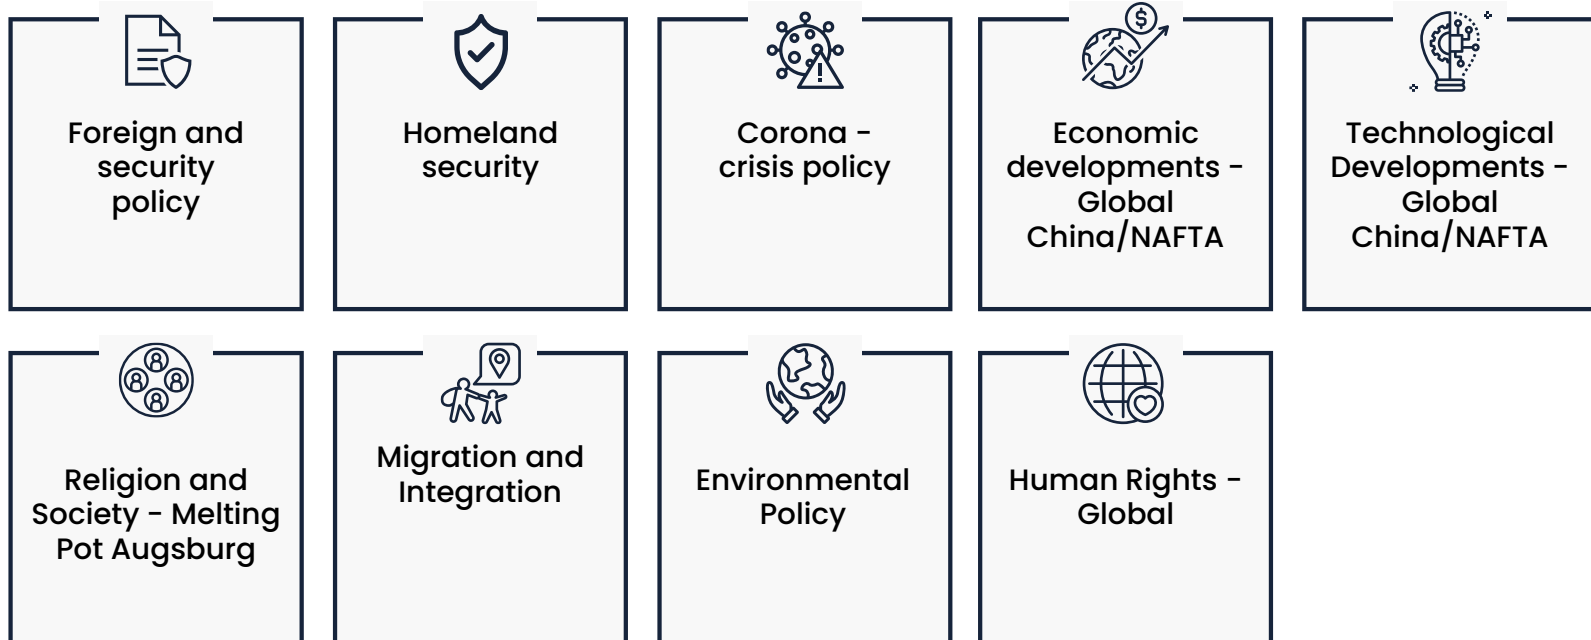 Foreign and
security
policy
Homeland
security
Corona -
crisis policy
Economic
developments -
Global
China/NAFTA
Technological
Developments -
Global
China/NAFTA
Religion and
Society - Melting
Pot Augsburg
Migration and
Integration
Environmental
Policy
Human Rights -
Global